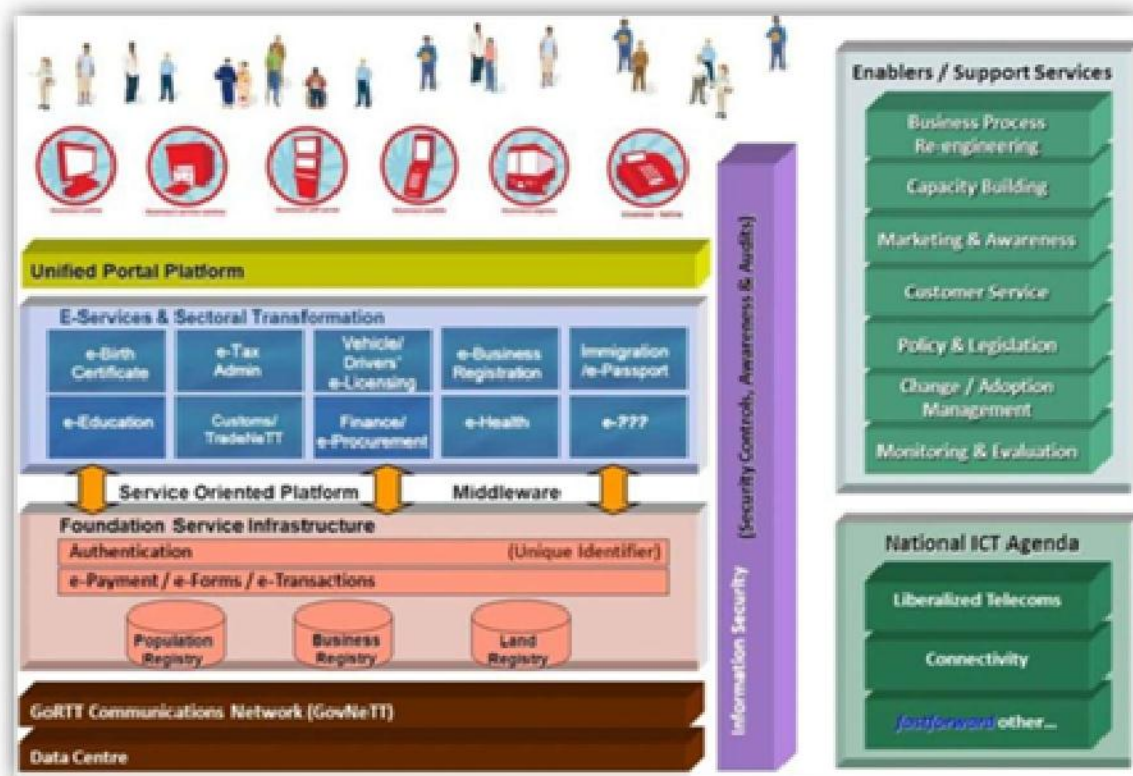 Unified Portal Platform
E-Services & Sectoral Transformation
e-Birth
Certificate
e-Tax
Admin
Vehicle/
Drivers'
e-Licensing
e-Business
Registration
Immigration
/e-Passport
e-Education
Customs/
TradeNeTT
Finance/
e-Procurement
e-Health
e-???
Service Oriented Platform
Middleware
Foundation Service Infrastructure
Authentication (Unique Identifier)
e-Payment / e-Forms / e-Transactions
Population
Registry
Business
Registry
Land
Registry
GoRTT Communications Network (GovNeTT)
Data Centre
Information Security (Security Controls, Awareness & Audits)
Enablers / Support Services
Business Process
Re-engineering
Capacity Building
Marketing & Awareness
Customer Service
Policy & Legislation
Change / Adoption
Management
Monitoring & Evaluation
National ICT Agenda
Liberalized Telecoms
Connectivity
fastforward other...